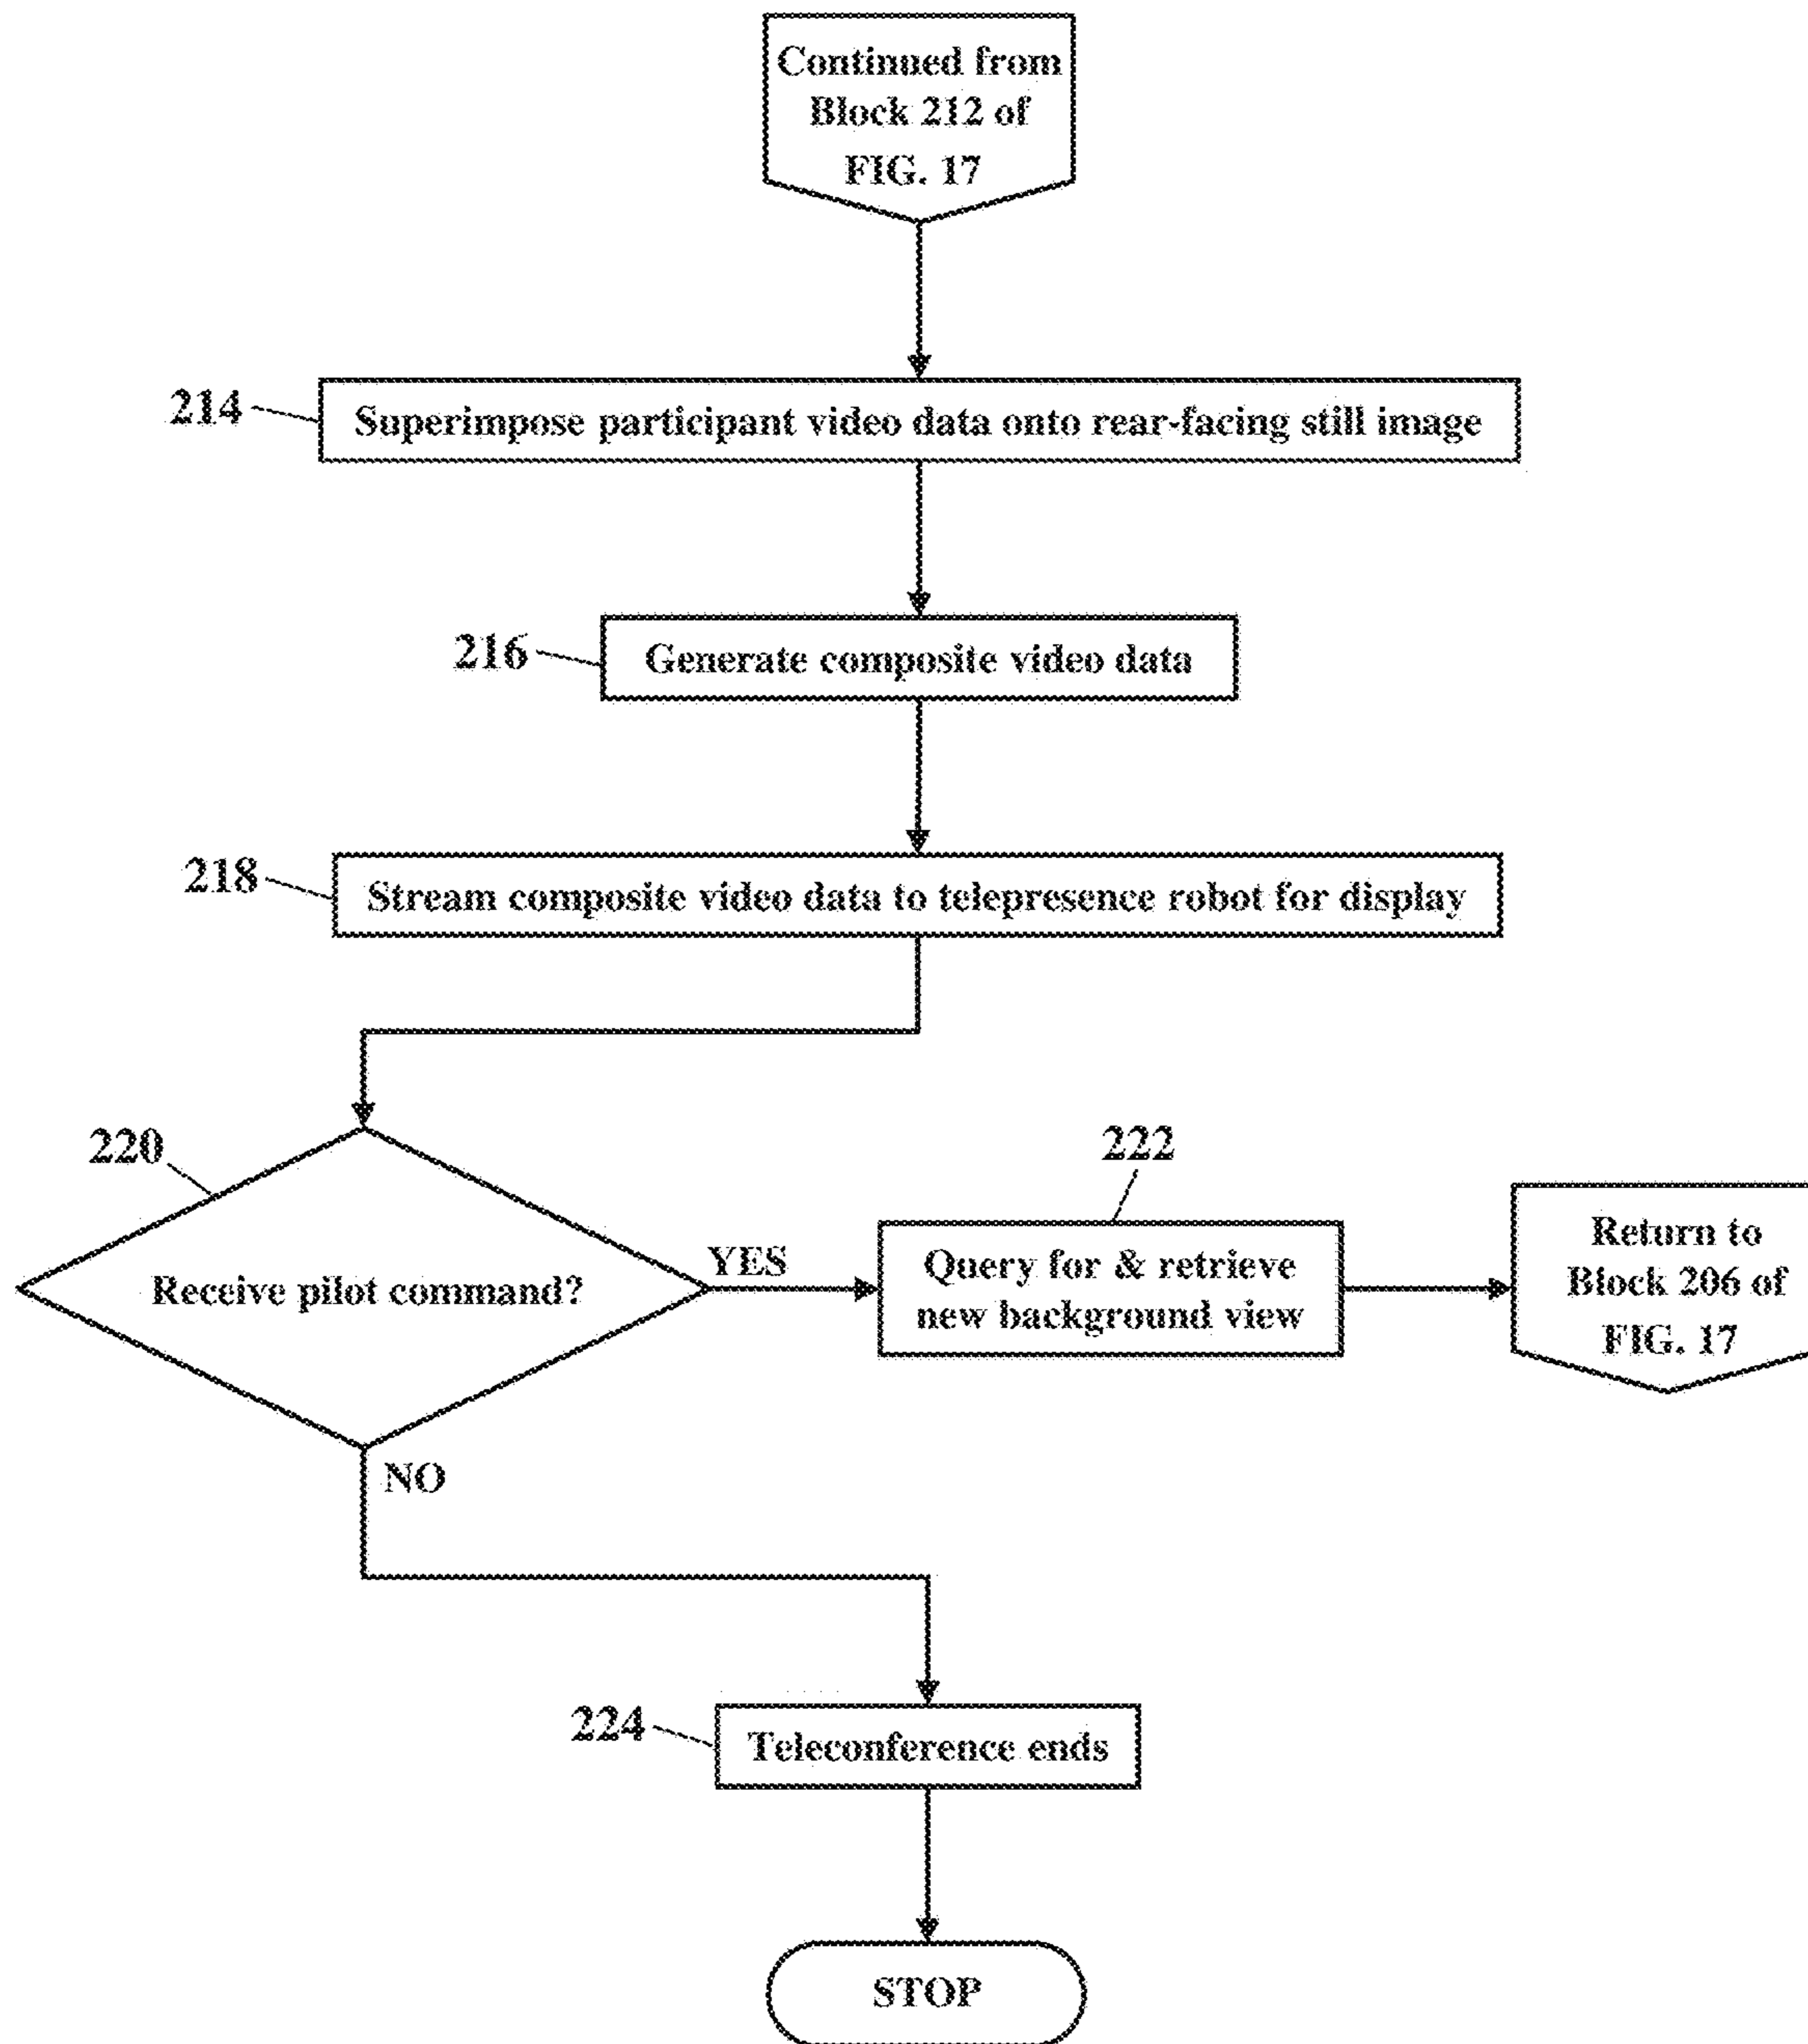 Continued from
Block 212 of
FIG. 17
214
Superimpose participant video data onto rear-facing still image
216
Generate composite video data
218
Stream composite video data to telepresence robot for display
220
Receive pilot command?
YES
222
Query for & retrieve
new background view
Return to
Block 206 of
FIG. 17
NO
224
Teleconference ends
STOP